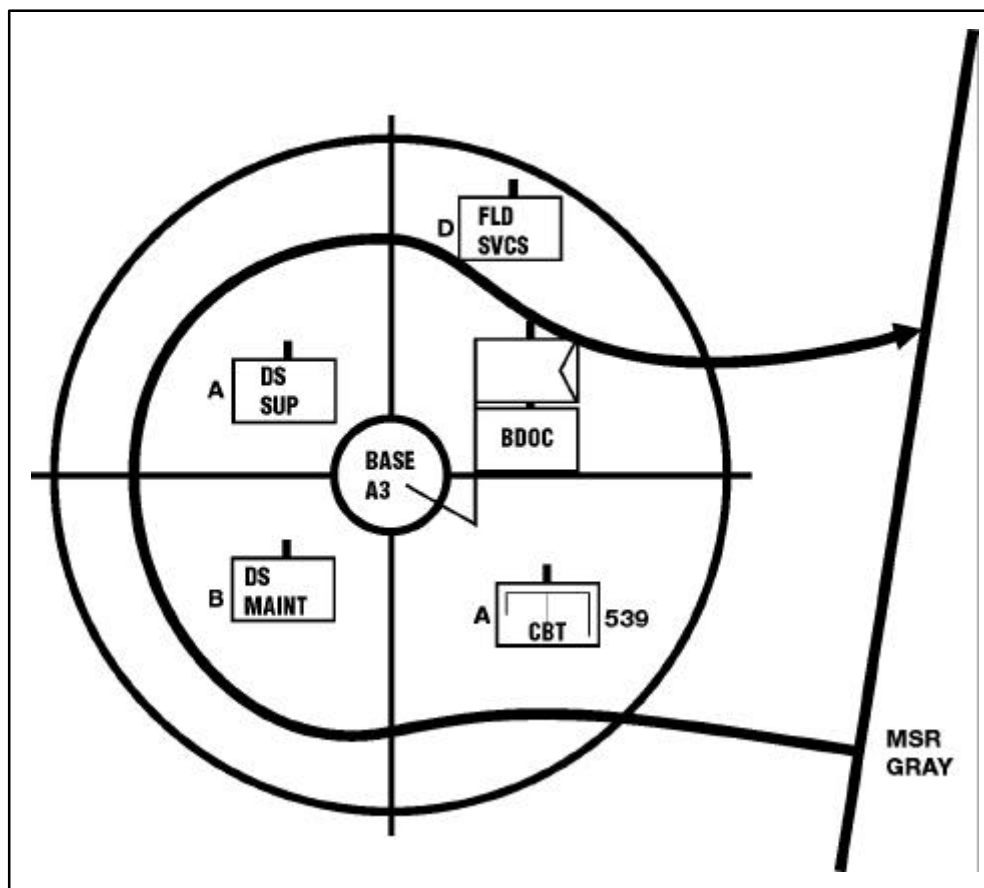 D
FLD
SVCS
A
DS
SUP
BDOC
BASE
A3
B
DS
MAINT
A
CBT
539
MSR
GRAY